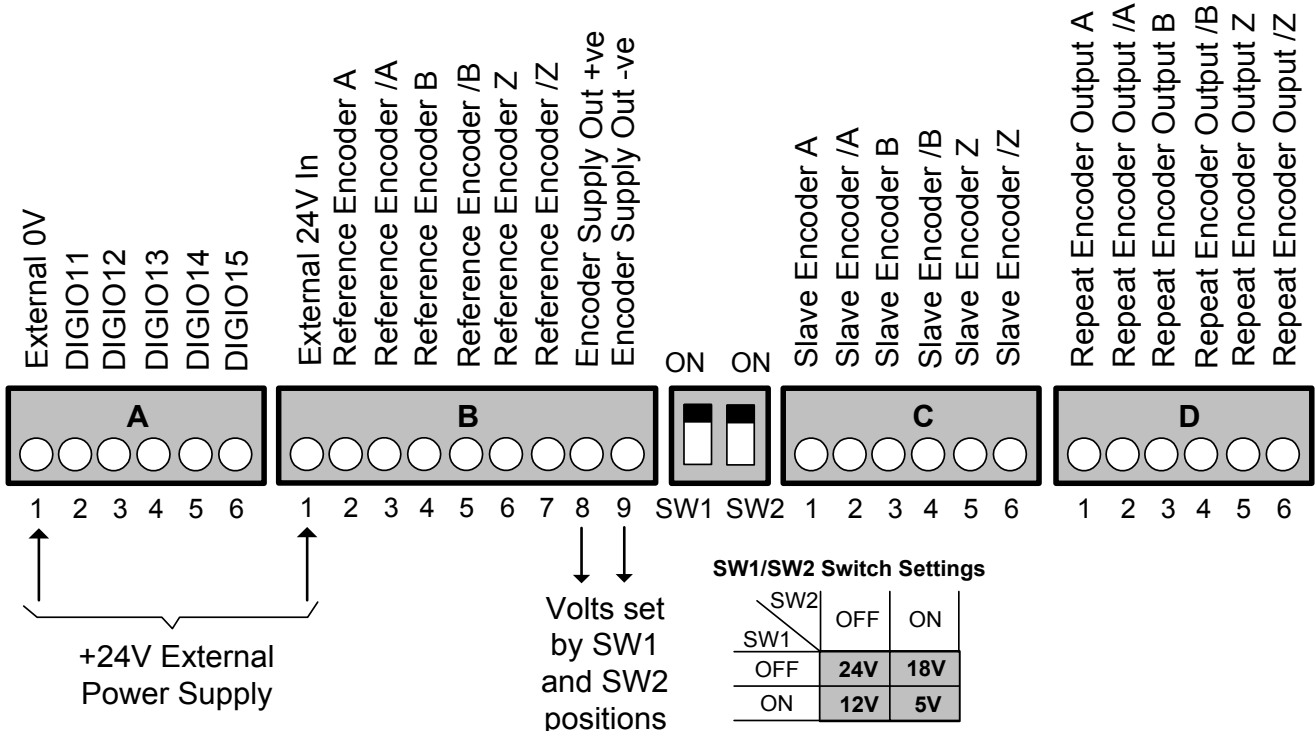 External 0V
DIGIO11
DIGIO12
DIGIO13
DIGIO14
DIGIO15
External 24V In
Reference Encoder A
Reference Encoder /A
Reference Encoder B
Reference Encoder /B
Reference Encoder Z
Reference Encoder /Z
Encoder Supply Out +ve
Encoder Supply Out -ve
ON ON
Slave Encoder A
Slave Encoder /A
Slave Encoder B
Slave Encoder /B
Slave Encoder Z
Slave Encoder /Z
Repeat Encoder Output A
Repeat Encoder Output /A
Repeat Encoder Output B
Repeat Encoder Output /B
Repeat Encoder Output Z
Repeat Encoder Ouput /Z
A B C D
1 2 3 4 5 6 1 2 3 4 5 6 7 8 9 SW1 SW2 1 2 3 4 5 6 1 2 3 4 5 6
+24V External
Power Supply
Volts set
by SW1
and SW2
positions
SW1/SW2 Switch Settings
SW2 OFF ON
SW1
OFF 24V 18V
ON 12V 5V